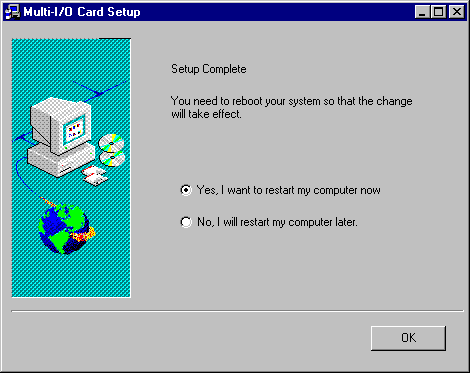 Multi-I/O Card Setup
Setup Complete
You need to reboot your system so that the change
will take effect.
Yes, I want to restart my computer now
No, I will restart my computer later.
OK